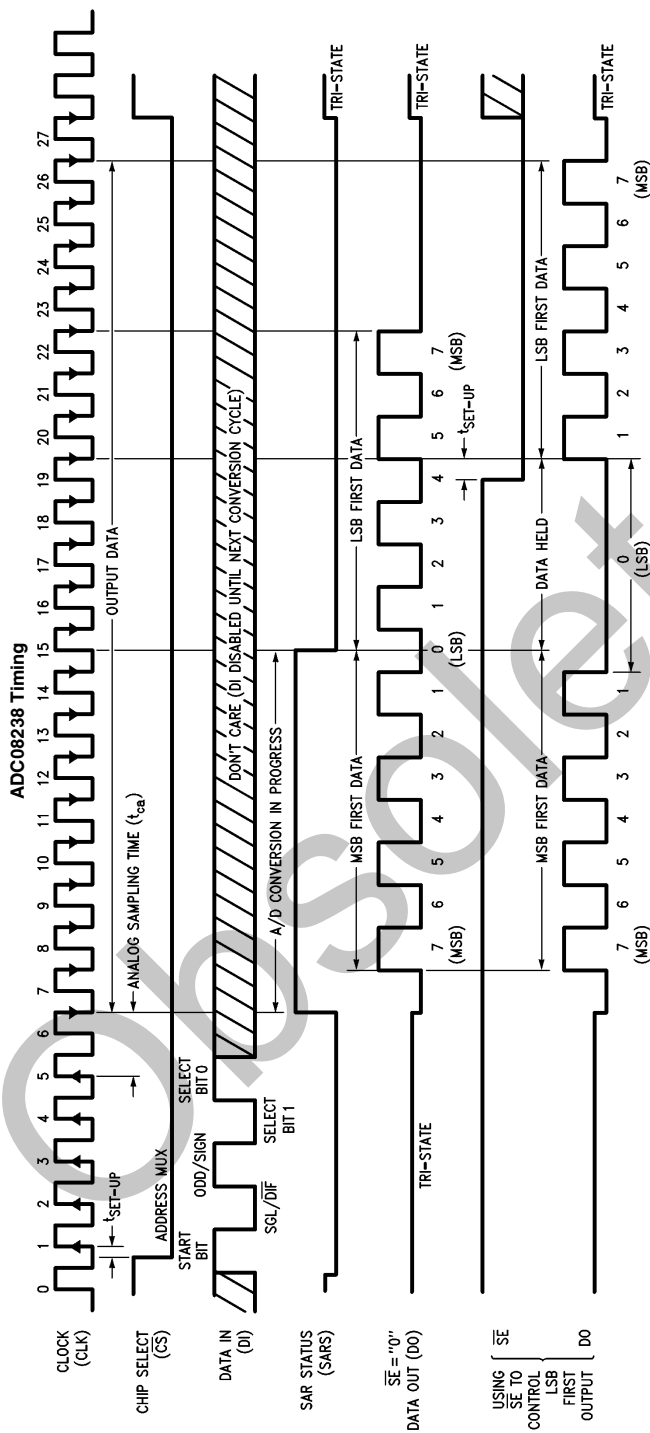 ADC08238 Timing
CLOCK
(CLK)
0 1 2 3 4 5 6 7 8 9 10 11 12 13 14 15 16 17 18 19 20 21 22 23 24 25 26 27
tSET-UP
ANALOG SAMPLING TIME (tca)
OUTPUT DATA
CHIP SELECT
(CS)
ADDRESS MUX
START
BIT
ODD/SIGN
SELECT
BIT 0
DATA IN
(DI)
DON'T CARE (DI DISABLED UNTIL NEXT CONVERSION CYCLE)
SGL/DIF
SELECT
BIT 1
SAR STATUS
(SARS)
A/D CONVERSION IN PROGRESS
TRI-STATE
MSB FIRST DATA
LSB FIRST DATA
SE = "0"
DATA OUT (DO)
TRI-STATE
TRI-STATE
7 6 5 4 3 2 1 0 1 2 3 4 5 6 7
(MSB) (LSB) (MSB)
tSET-UP
USING
SE TO
CONTROL
LSB
FIRST
OUTPUT
SE
MSB FIRST DATA
DATA HELD
LSB FIRST DATA
DO
TRI-STATE
7 6 5 4 3 2 1 0 1 2 3 4 5 6 7
(MSB) (LSB) (MSB)
Obsolet